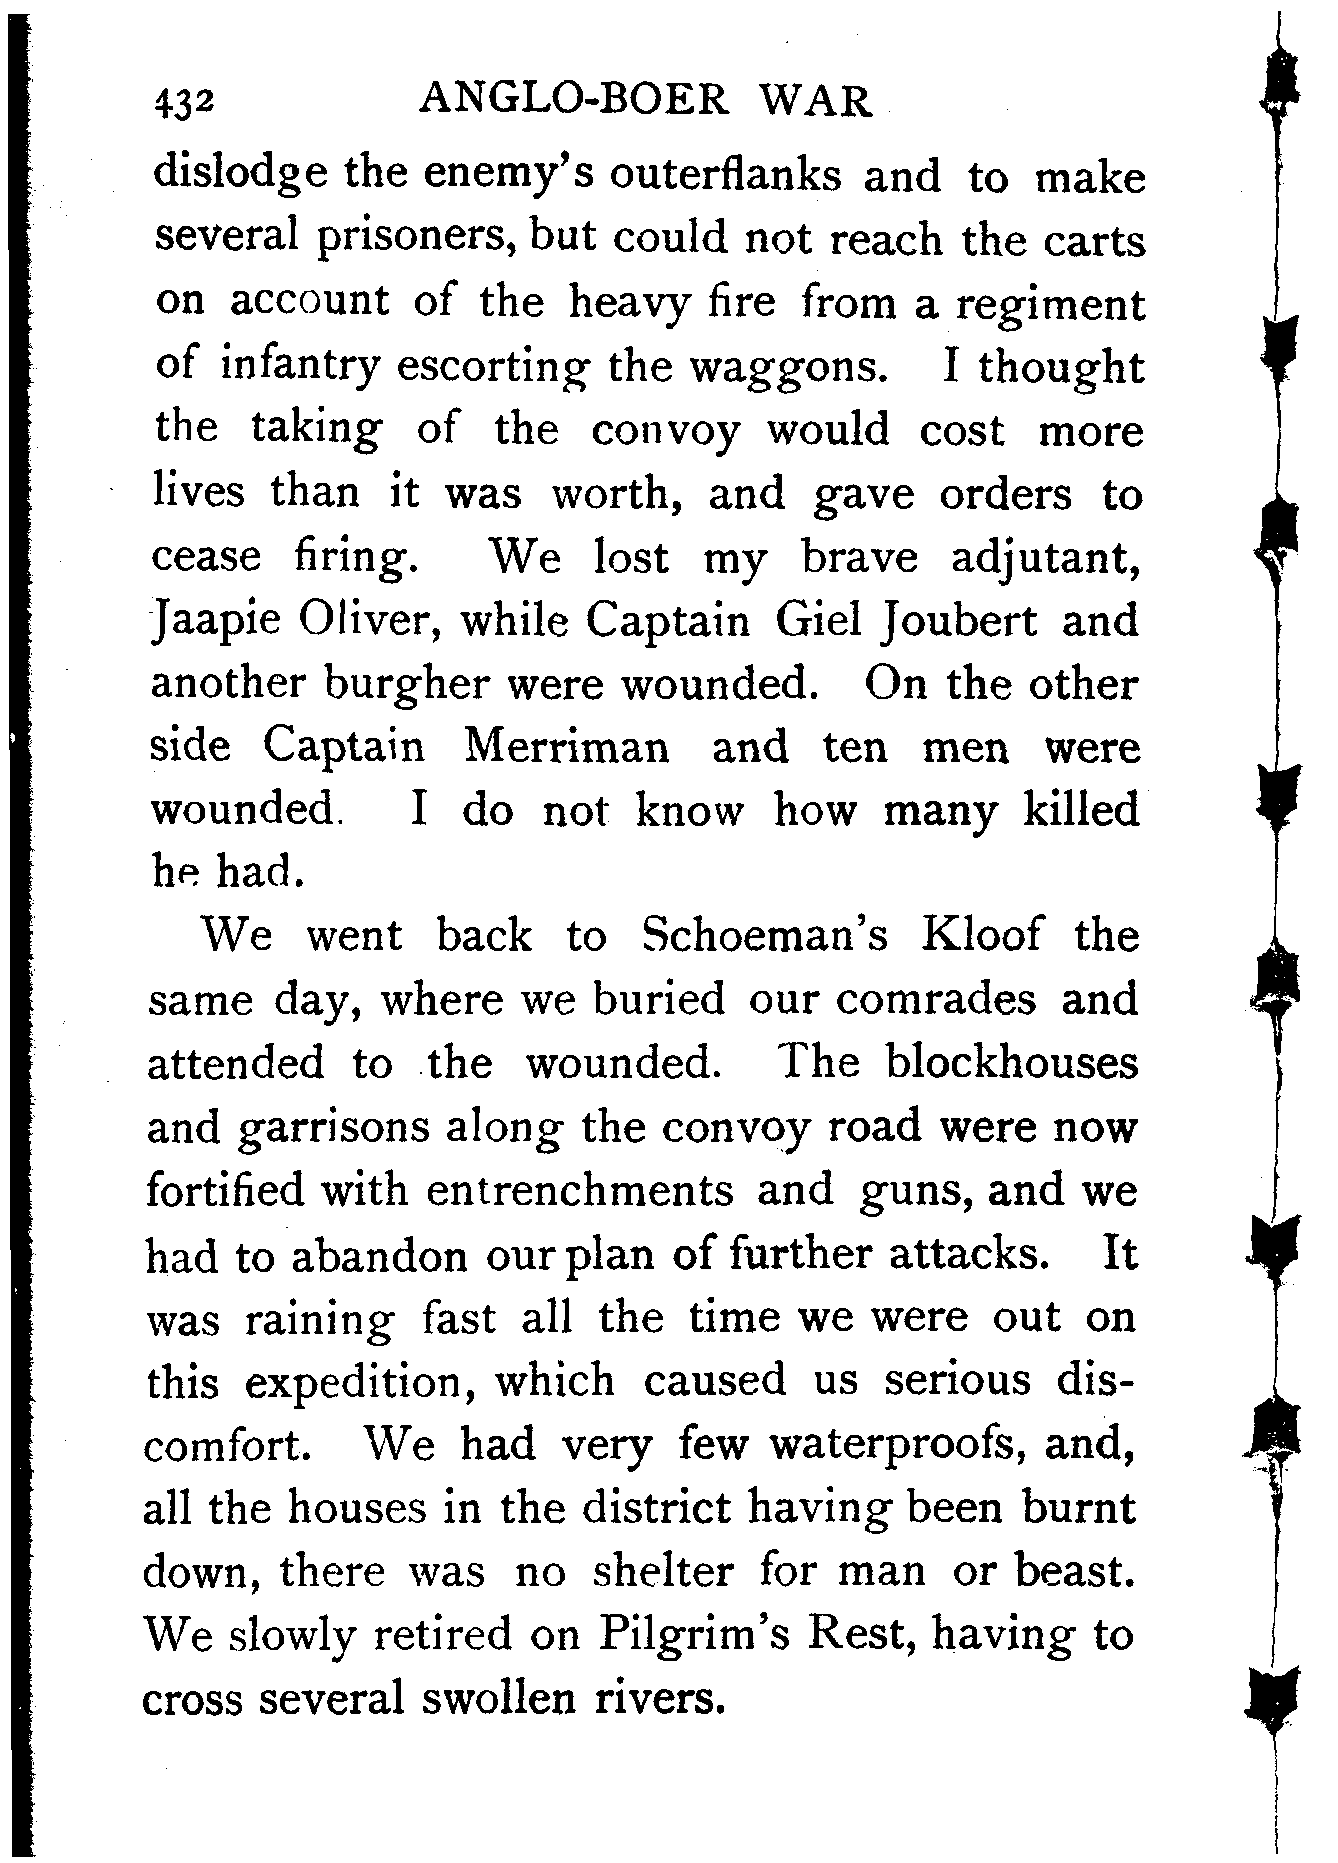 432 ANGLO-BOER WAR
dislodge the enemy's outerflanks and to make
several prisoners, but could not reach the carts
on account of the heavy fire from a regiment
of infantry escorting the waggons. I thought
the taking of the convoy would cost more
lives than it was worth, and gave orders to
cease firing. We lost my brave adjutant,
Jaapie Oliver, while Captain Giel Joubert and
another burgher were wounded. On the other
side Captain Merriman and ten men were
wounded. I do not know how many killed
he had.
We went back to Schoeman's Kloof the
same day, where we buried our comrades and
attended to the wounded. The blockhouses
and garrisons along the convoy road were now
fortified with entrenchments and guns, and we
had to abandon our plan of further attacks. It
was raining fast all the time we were out on
this expedition, which caused us serious dis-
comfort. We had very few waterproofs, and,
all the houses in the district having been burnt
down, there was no shelter for man or beast.
We slowly retired on Pilgrim's Rest, having to
cross several swollen rivers.